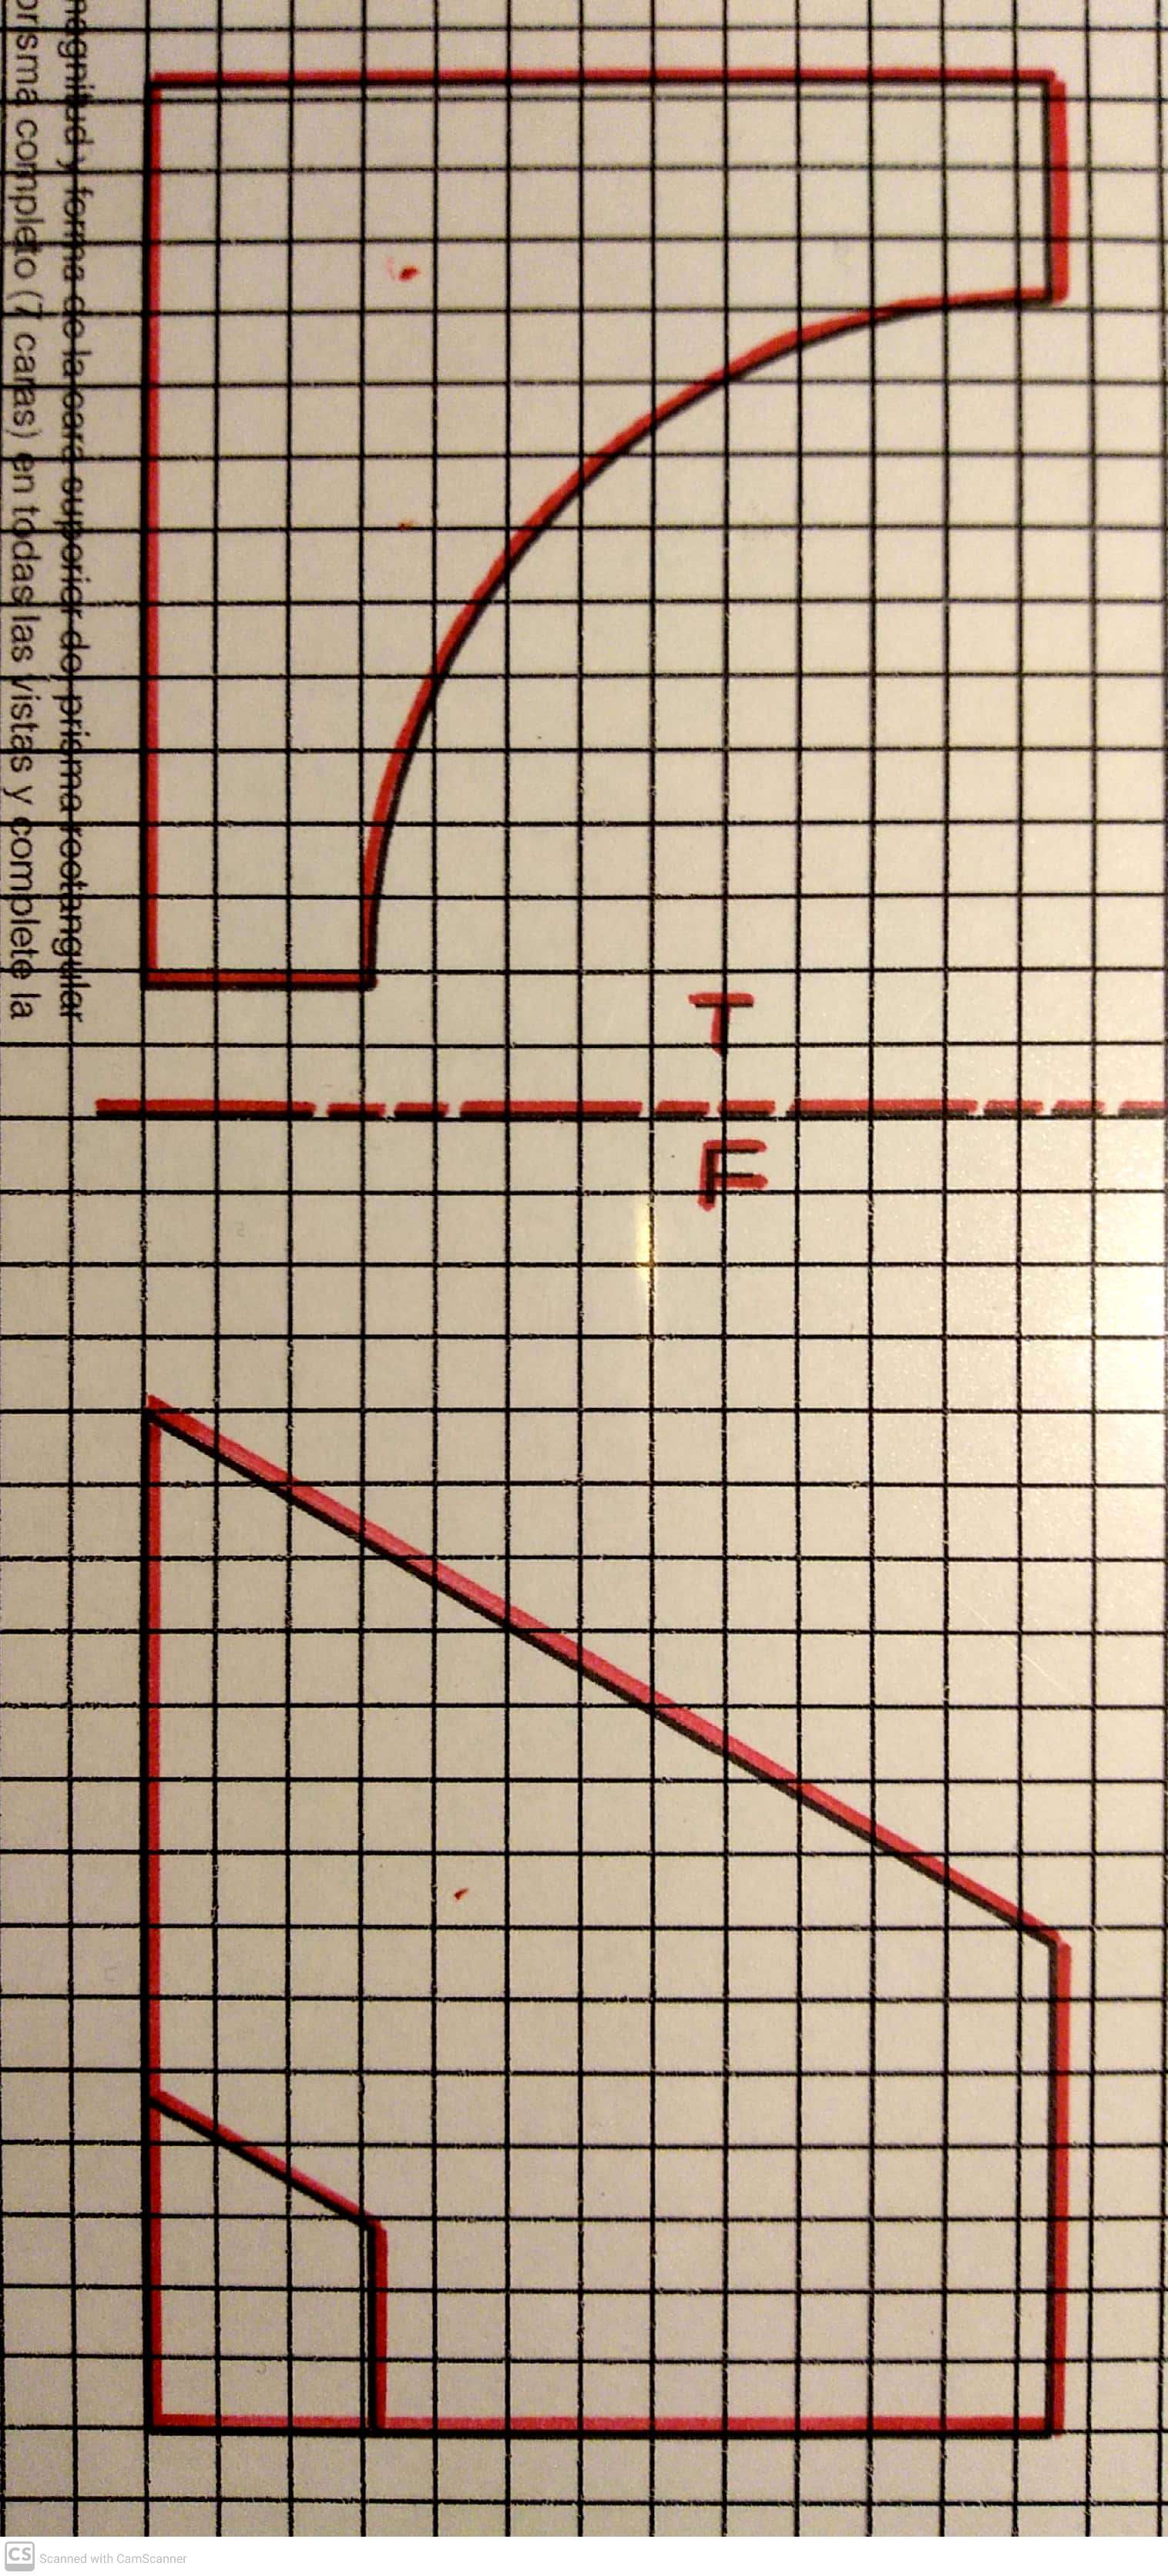 T
F
magnitud y forma de la cara superior del prisma rectangular
prisma completo (7 caras) en todas las vistas y complete la
CS Scanned with CamScanner